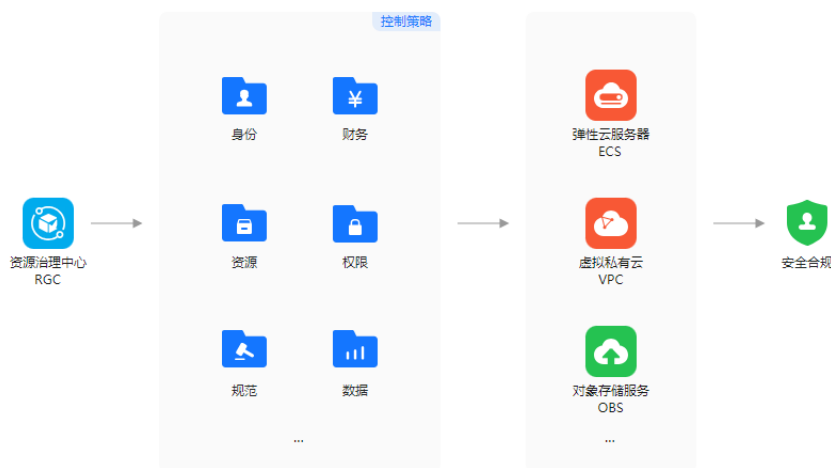 控制策略
身份
财务
弹性云服务器
ECS
资源治理中心
RGC
资源
权限
虚拟私有云
VPC
安全合规
规范
数据
对象存储服务
OBS
...
...